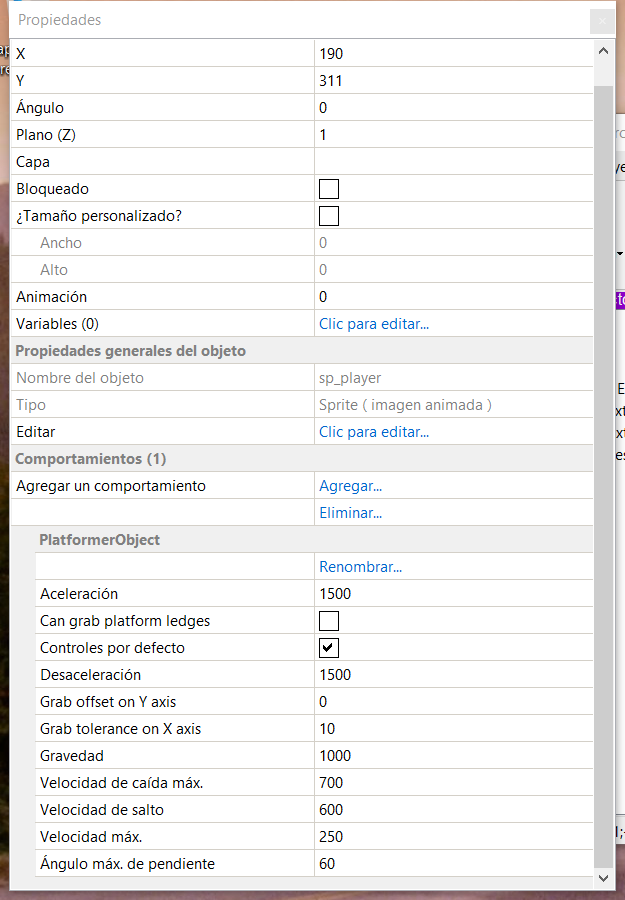 Propiedades
X 190
Y 311
Ángulo 0
Plano (Z) 1
Capa
Bloqueado
¿Tamaño personalizado?
Ancho 0
Alto 0
Animación 0
Variables (0) Clic para editar...
Propiedades generales del objeto
Nombre del objeto sp_player
Tipo Sprite ( imagen animada )
Editar Clic para editar...
Comportamientos (1)
Agregar un comportamiento Agregar...
Eliminar...
PlatformerObject
Renombrar...
Aceleración 1500
Can grab platform ledges
Controles por defecto
Desaceleración 1500
Grab offset on Y axis 0
Grab tolerance on X axis 10
Gravedad 1000
Velocidad de caída máx. 700
Velocidad de salto 600
Velocidad máx. 250
Ángulo máx. de pendiente 60